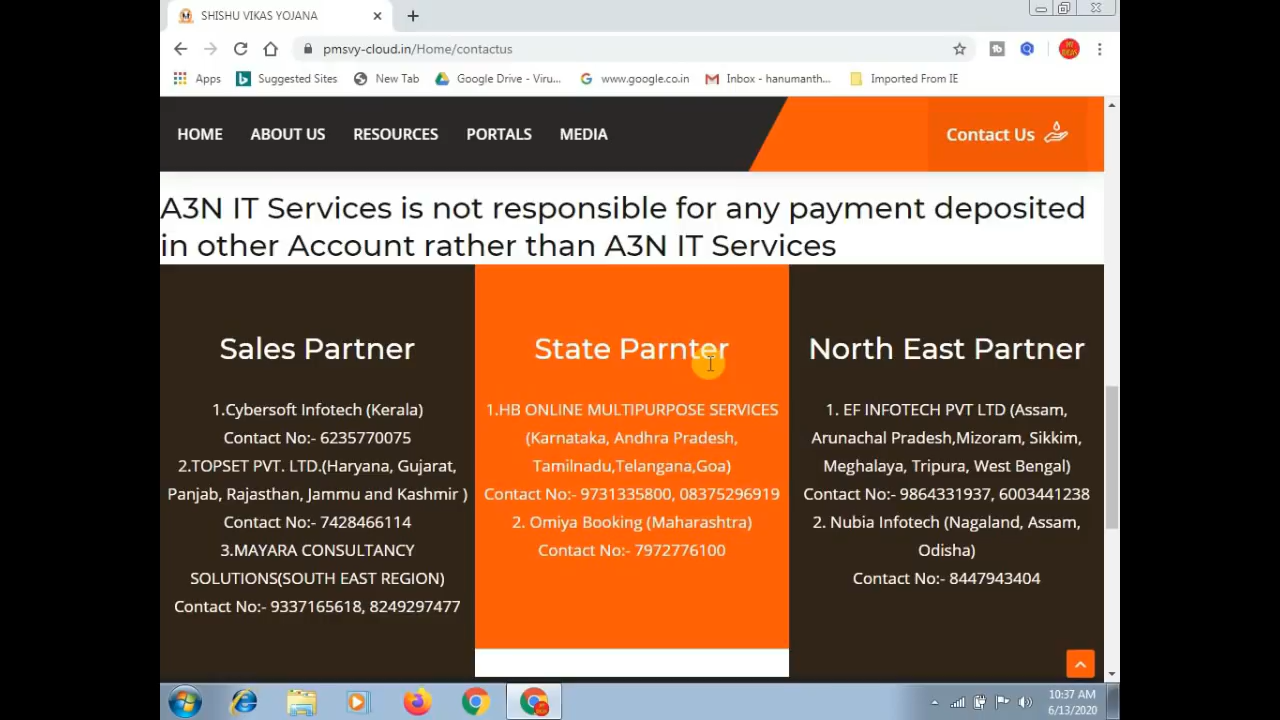 SHISHU VIKAS YOJANA
pmsvy-cloud.in/Home/contactus
Apps Suggested Sites New Tab Google Drive - Viru... www.google.co.in Inbox - hanumanth... Imported From IE
HOME ABOUT US RESOURCES PORTALS MEDIA Contact Us
A3N IT Services is not responsible for any payment deposited
in other Account rather than A3N IT Services
Sales Partner
1.Cybersoft Infotech (Kerala)
Contact No:- 6235770075
2.TOPSET PVT. LTD.(Haryana, Gujarat,
Panjab, Rajasthan, Jammu and Kashmir )
Contact No:- 7428466114
3.MAYARA CONSULTANCY
SOLUTIONS(SOUTH EAST REGION)
Contact No:- 9337165618, 8249297477
State Parnter
1.HB ONLINE MULTIPURPOSE SERVICES
(Karnataka, Andhra Pradesh,
Tamilnadu,Telangana,Goa)
Contact No:- 9731335800, 08375296919
2. Omiya Booking (Maharashtra)
Contact No:- 7972776100
North East Partner
1. EF INFOTECH PVT LTD (Assam,
Arunachal Pradesh,Mizoram, Sikkim,
Meghalaya, Tripura, West Bengal)
Contact No:- 9864331937, 6003441238
2. Nubia Infotech (Nagaland, Assam,
Odisha)
Contact No:- 8447943404
10:37 AM
6/13/2020